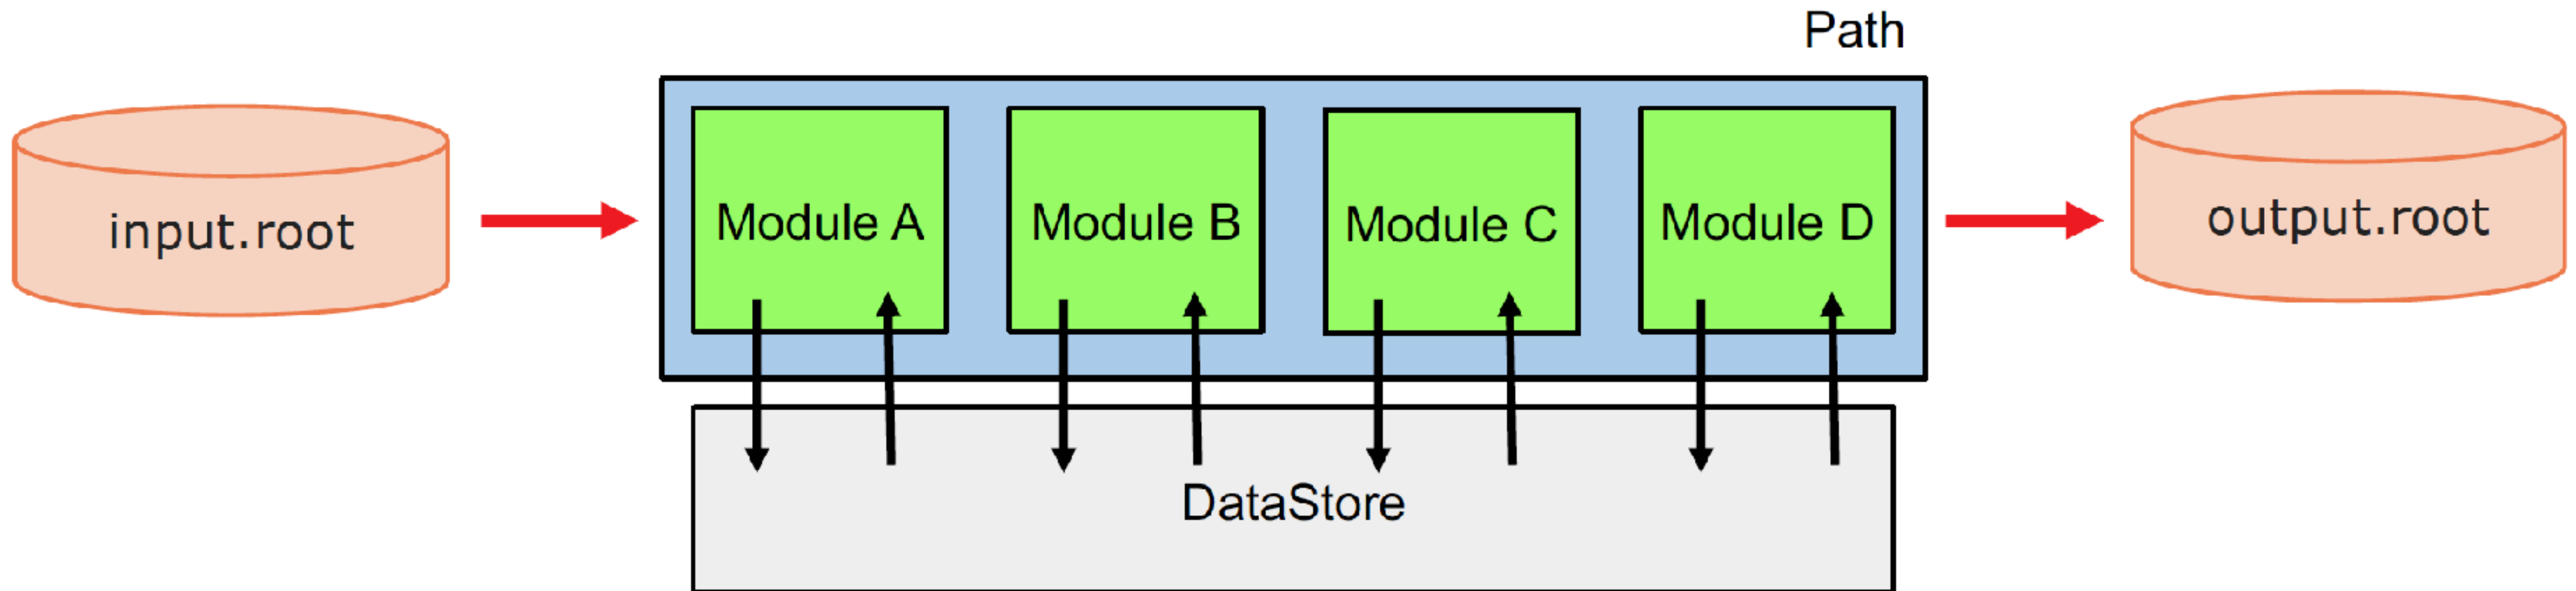 Path
input.root
Module A
Module B
Module C
Module D
output.root
DataStore